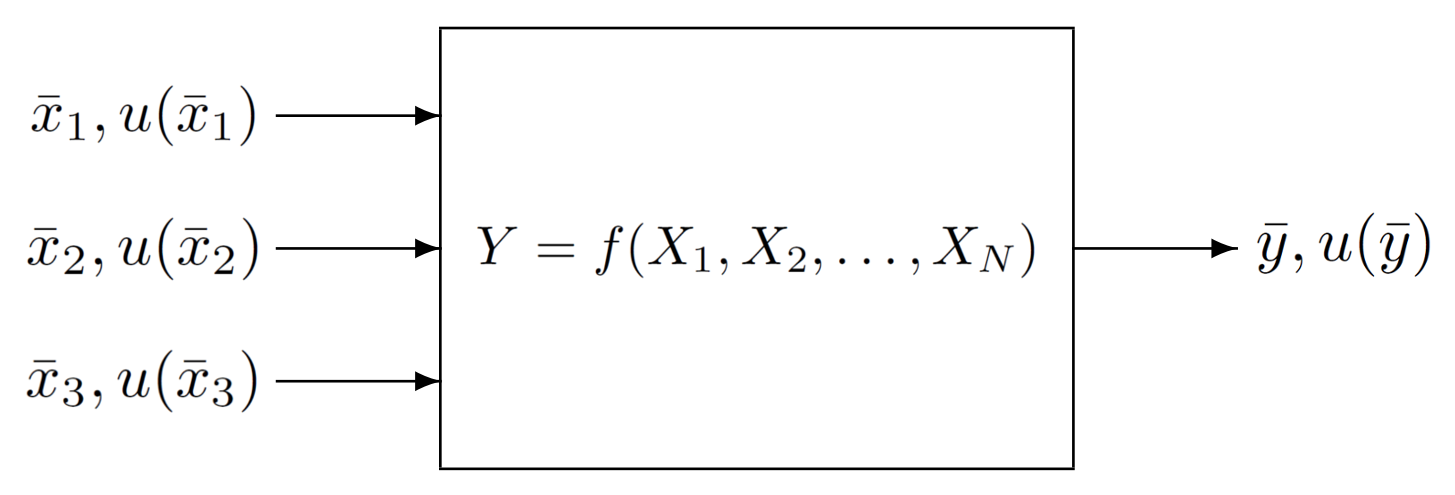 x̄₁, u(x̄₁)
x̄₂, u(x̄₂)
x̄₃, u(x̄₃)
Y = f(X₁, X₂, . . . , X_N)
ȳ, u(ȳ)